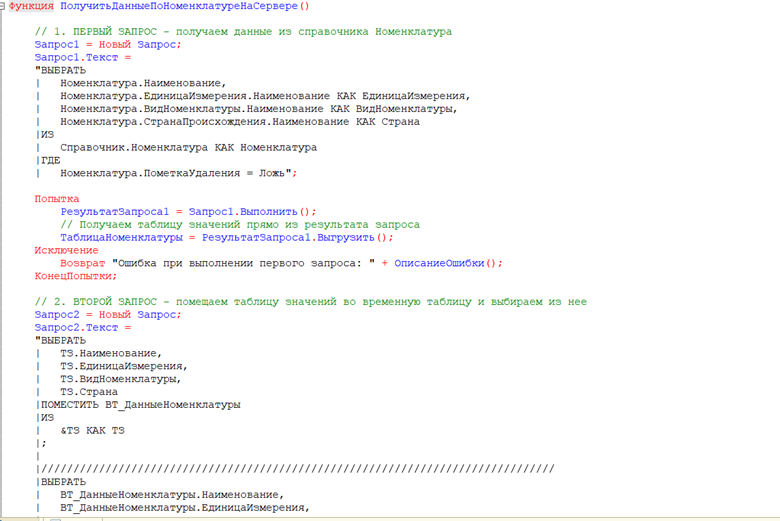 Функция ПолучитьДанныеПоНоменклатуреНаСервере()
// 1. ПЕРВЫЙ ЗАПРОС - получаем данные из справочника Номенклатура
Запрос1 = Новый Запрос;
Запрос1.Текст =
"ВЫБРАТЬ
|   Номенклатура.Наименование,
|   Номенклатура.ЕдиницаИзмерения.Наименование КАК ЕдиницаИзмерения,
|   Номенклатура.ВидНоменклатуры.Наименование КАК ВидНоменклатуры,
|   Номенклатура.СтранаПроисхождения.Наименование КАК Страна
|ИЗ
|   Справочник.Номенклатура КАК Номенклатура
|ГДЕ
|   Номенклатура.ПометкаУдаления = Ложь";
Попытка
РезультатЗапроса1 = Запрос1.Выполнить();
// Получаем таблицу значений прямо из результата запроса
ТаблицаНоменклатуры = РезультатЗапроса1.Выгрузить();
Исключение
Возврат "Ошибка при выполнении первого запроса: " + ОписаниеОшибки();
КонецПопытки;
// 2. ВТОРОЙ ЗАПРОС - помещаем таблицу значений во временную таблицу и выбираем из нее
Запрос2 = Новый Запрос;
Запрос2.Текст =
"ВЫБРАТЬ
|   ТЗ.Наименование,
|   ТЗ.ЕдиницаИзмерения,
|   ТЗ.ВидНоменклатуры,
|   ТЗ.Страна
|ПОМЕСТИТЬ ВТ_ДанныеНоменклатуры
|ИЗ
|   &ТЗ КАК ТЗ
|;
|
|////////////////////////////////////////////////////////////////////////////////
|ВЫБРАТЬ
|   ВТ_ДанныеНоменклатуры.Наименование,
|   ВТ_ДанныеНоменклатуры.ЕдиницаИзмерения,